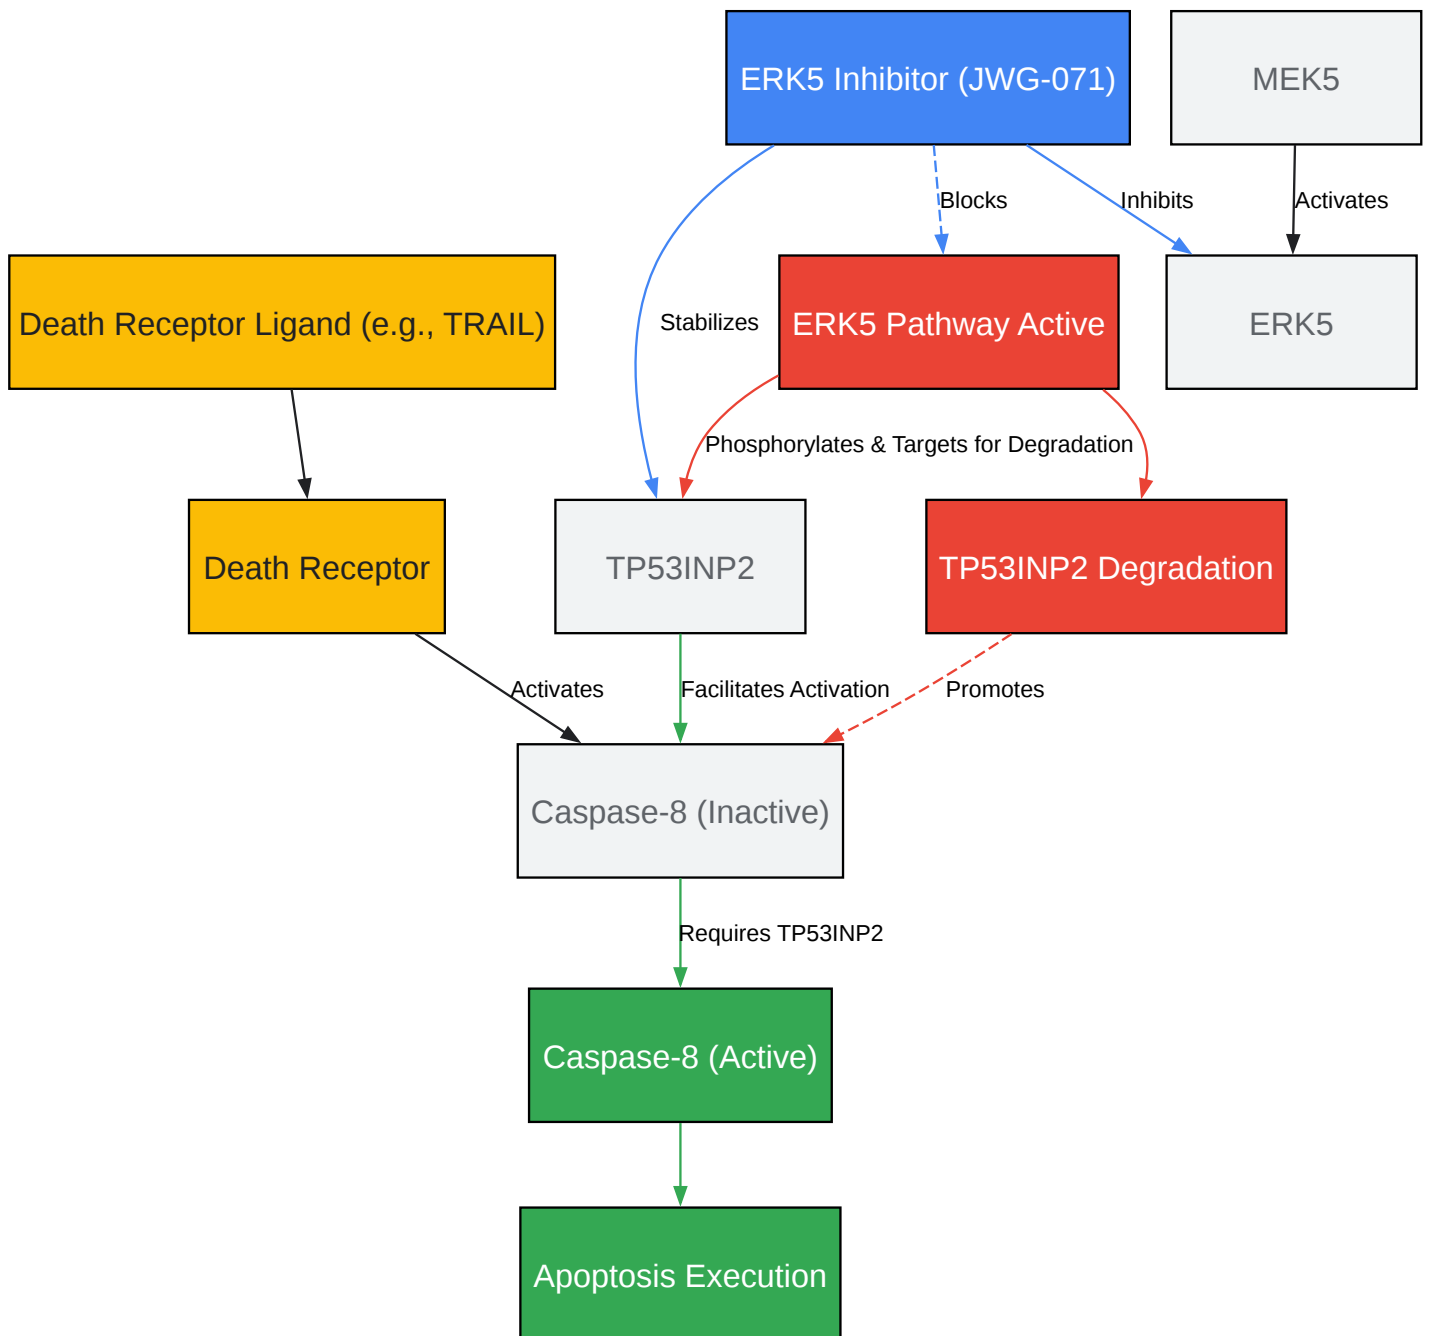 ERK5 Inhibitor (JWG-071)
MEK5
Blocks
Inhibits
Activates
Death Receptor Ligand (e.g., TRAIL)
Stabilizes
ERK5 Pathway Active
ERK5
Phosphorylates & Targets for Degradation
Death Receptor
TP53INP2
TP53INP2 Degradation
Activates
Facilitates Activation
Promotes
Caspase-8 (Inactive)
Requires TP53INP2
Caspase-8 (Active)
Apoptosis Execution